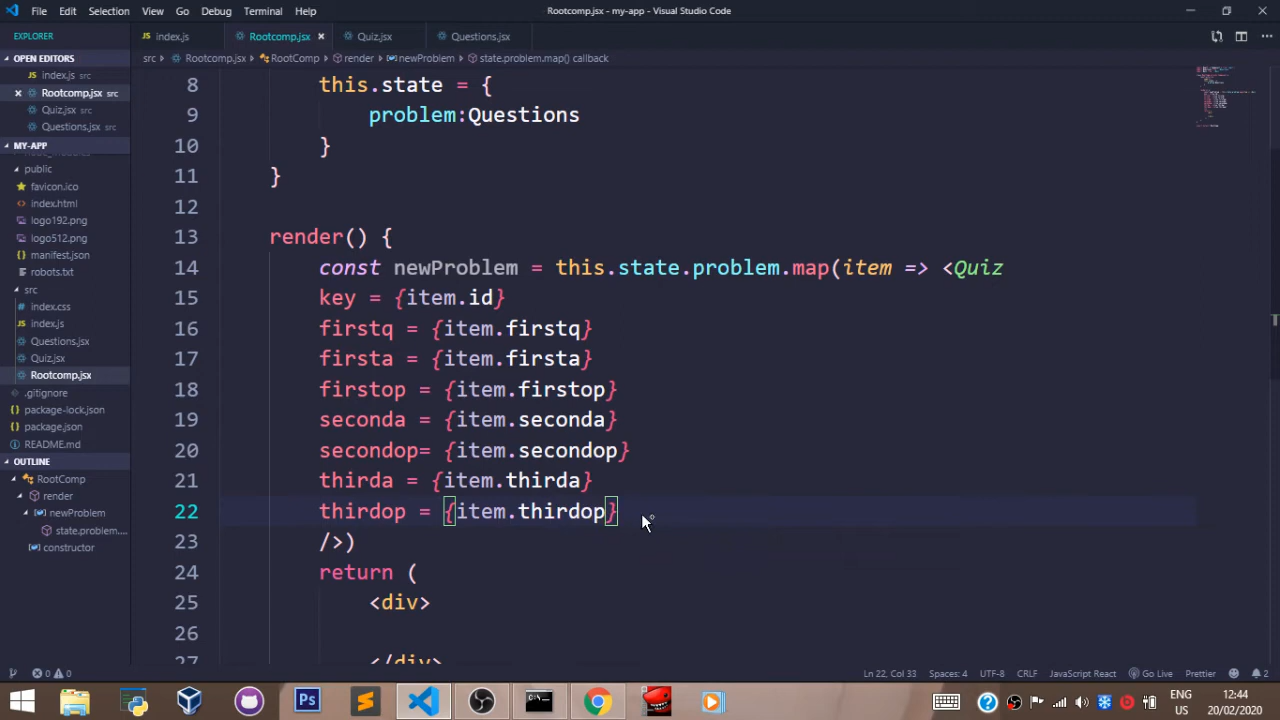 File Edit Selection View Go Debug Terminal Help
Rootcomp.jsx - my-app - Visual Studio Code
EXPLORER
index.js
Rootcomp.jsx ×
Quiz.jsx
Questions.jsx
OPEN EDITORS
index.js src
× Rootcomp.jsx src
Quiz.jsx src
Questions.jsx src
MY-APP
node_modules
public
favicon.ico
index.html
logo192.png
logo512.png
manifest.json
robots.txt
src
index.css
index.js
Questions.jsx
Quiz.jsx
Rootcomp.jsx
.gitignore
package-lock.json
package.json
README.md
OUTLINE
RootComp
render
newProblem
state.problem....
constructor
src > Rootcomp.jsx > RootComp > render > newProblem > state.problem.map() callback
8 this.state = {
9 problem:Questions
10 }
11 }
12
13 render() {
14 const newProblem = this.state.problem.map(item => <Quiz
15 key = {item.id}
16 firstq = {item.firstq}
17 firsta = {item.firsta}
18 firstop = {item.firstop}
19 seconda = {item.seconda}
20 secondop= {item.secondop}
21 thirda = {item.thirda}
22 thirdop = {item.thirdop}
23 />)
24 return (
25 <div>
26
27 </div>
0 0
Ln 22, Col 33 Spaces: 4 UTF-8 CRLF JavaScript React Go Live Prettier 2
Ps
ENG
US
12:44
20/02/2020